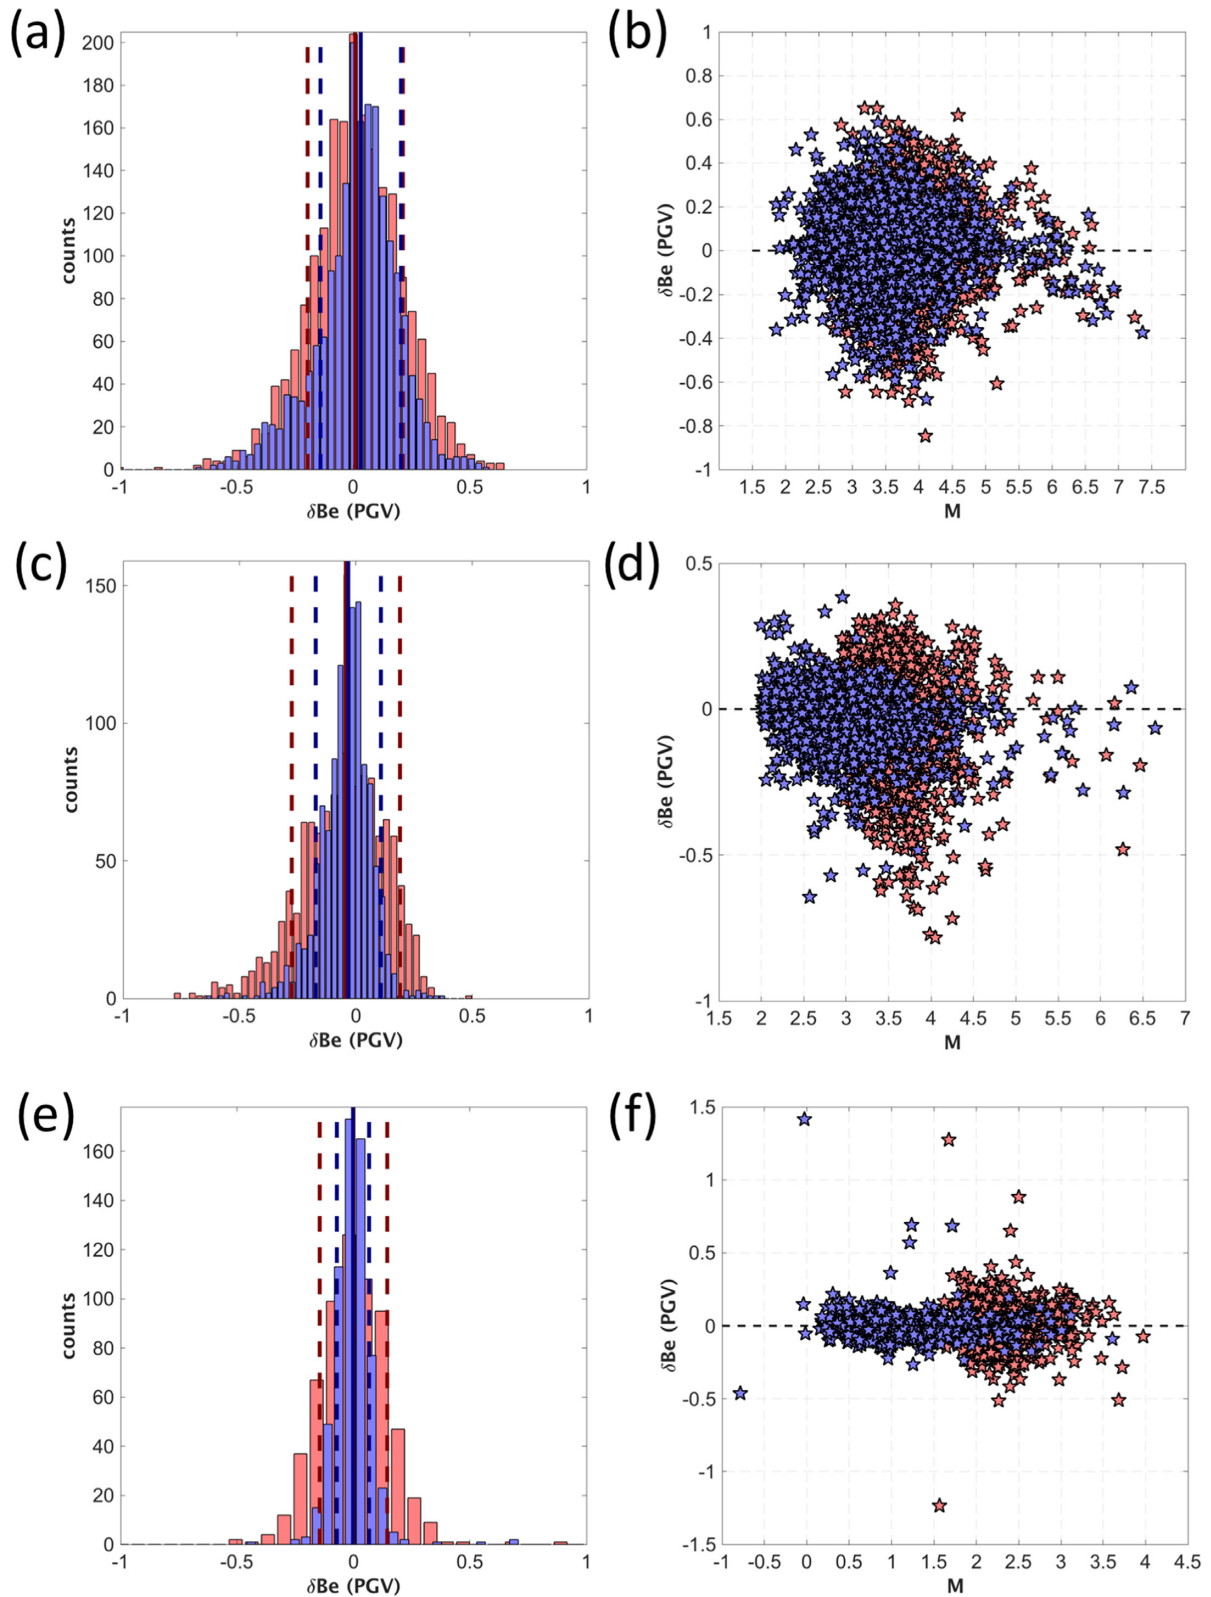 (a)
200
180
160
140
120
100
80
60
40
20
0
counts
-1 -0.5 0 0.5 1
δBe (PGV)
(b)
1
0.8
0.6
0.4
0.2
0
-0.2
-0.4
-0.6
-0.8
-1
δBe (PGV)
1.5 2 2.5 3 3.5 4 4.5 5 5.5 6 6.5 7 7.5
M
(c)
150
100
50
0
counts
-1 -0.5 0 0.5 1
δBe (PGV)
(d)
0.5
0
-0.5
-1
δBe (PGV)
1.5 2 2.5 3 3.5 4 4.5 5 5.5 6 6.5 7
M
(e)
160
140
120
100
80
60
40
20
0
counts
-1 -0.5 0 0.5 1
δBe (PGV)
(f)
1.5
1
0.5
0
-0.5
-1
-1.5
δBe (PGV)
-1 -0.5 0 0.5 1 1.5 2 2.5 3 3.5 4 4.5
M